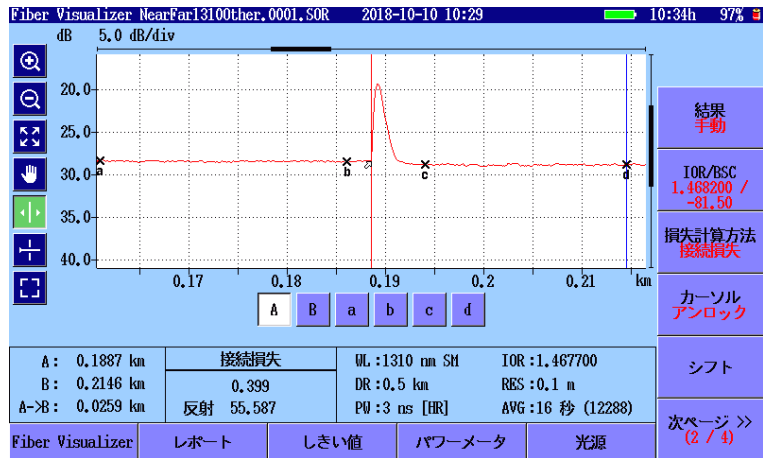 Fiber Visualizer NearFar1310Other.0001.SOR 2018-10-10 10:29 10:34h 97%
dB 5.0 dB/div
20.0
25.0
30.0
35.0
40.0
a
b
c
d
0.17 0.18 0.19 0.2 0.21 km
A B a b c d
結果
手動
IOR/BSC
1.468200 /
-81.50
損失計算方法
接続損失
カーソル
アンロック
シフト
次ページ >>
(2 / 4)
A: 0.1887 km
B: 0.2146 km
A->B: 0.0259 km
接続損失
0.399
反射 55.587
WL:1310 nm SM IOR:1.467700
DR:0.5 km RES:0.1 m
PW:3 ns [HR] AVG:16 秒 (12288)
Fiber Visualizer レポート しきい値 パワーメータ 光源